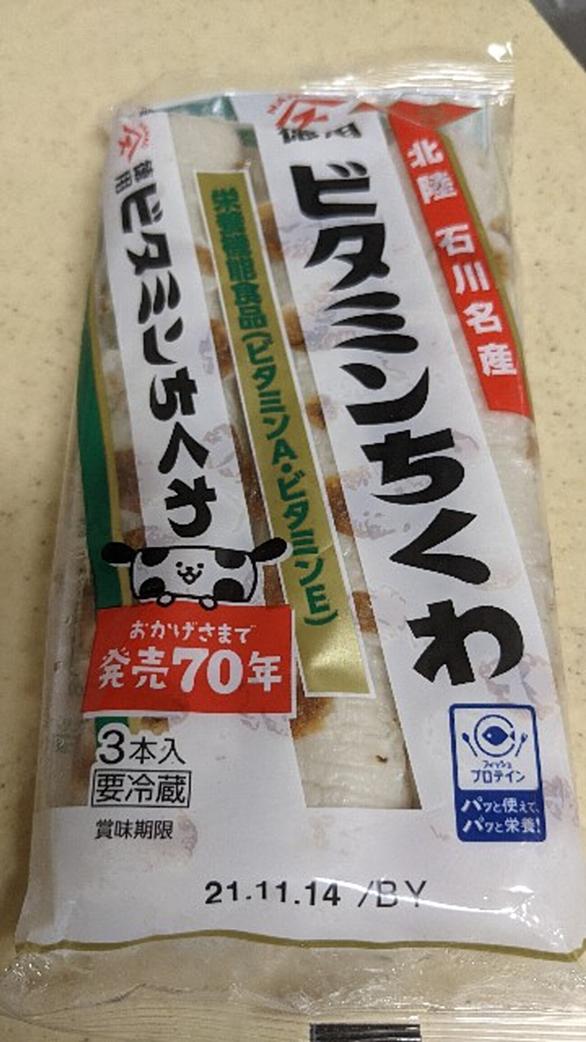 北陸 石川名産
徳用
ビタミンちくわ
栄養機能食品(ビタミンA・ビタミンE)
徳用
ビタミンちくわ
おかげさまで
発売70年
3本入
要冷蔵
賞味期限
21.11.14 /BY
フィッシュ
プロテイン
パッと使えて、
パッと栄養!